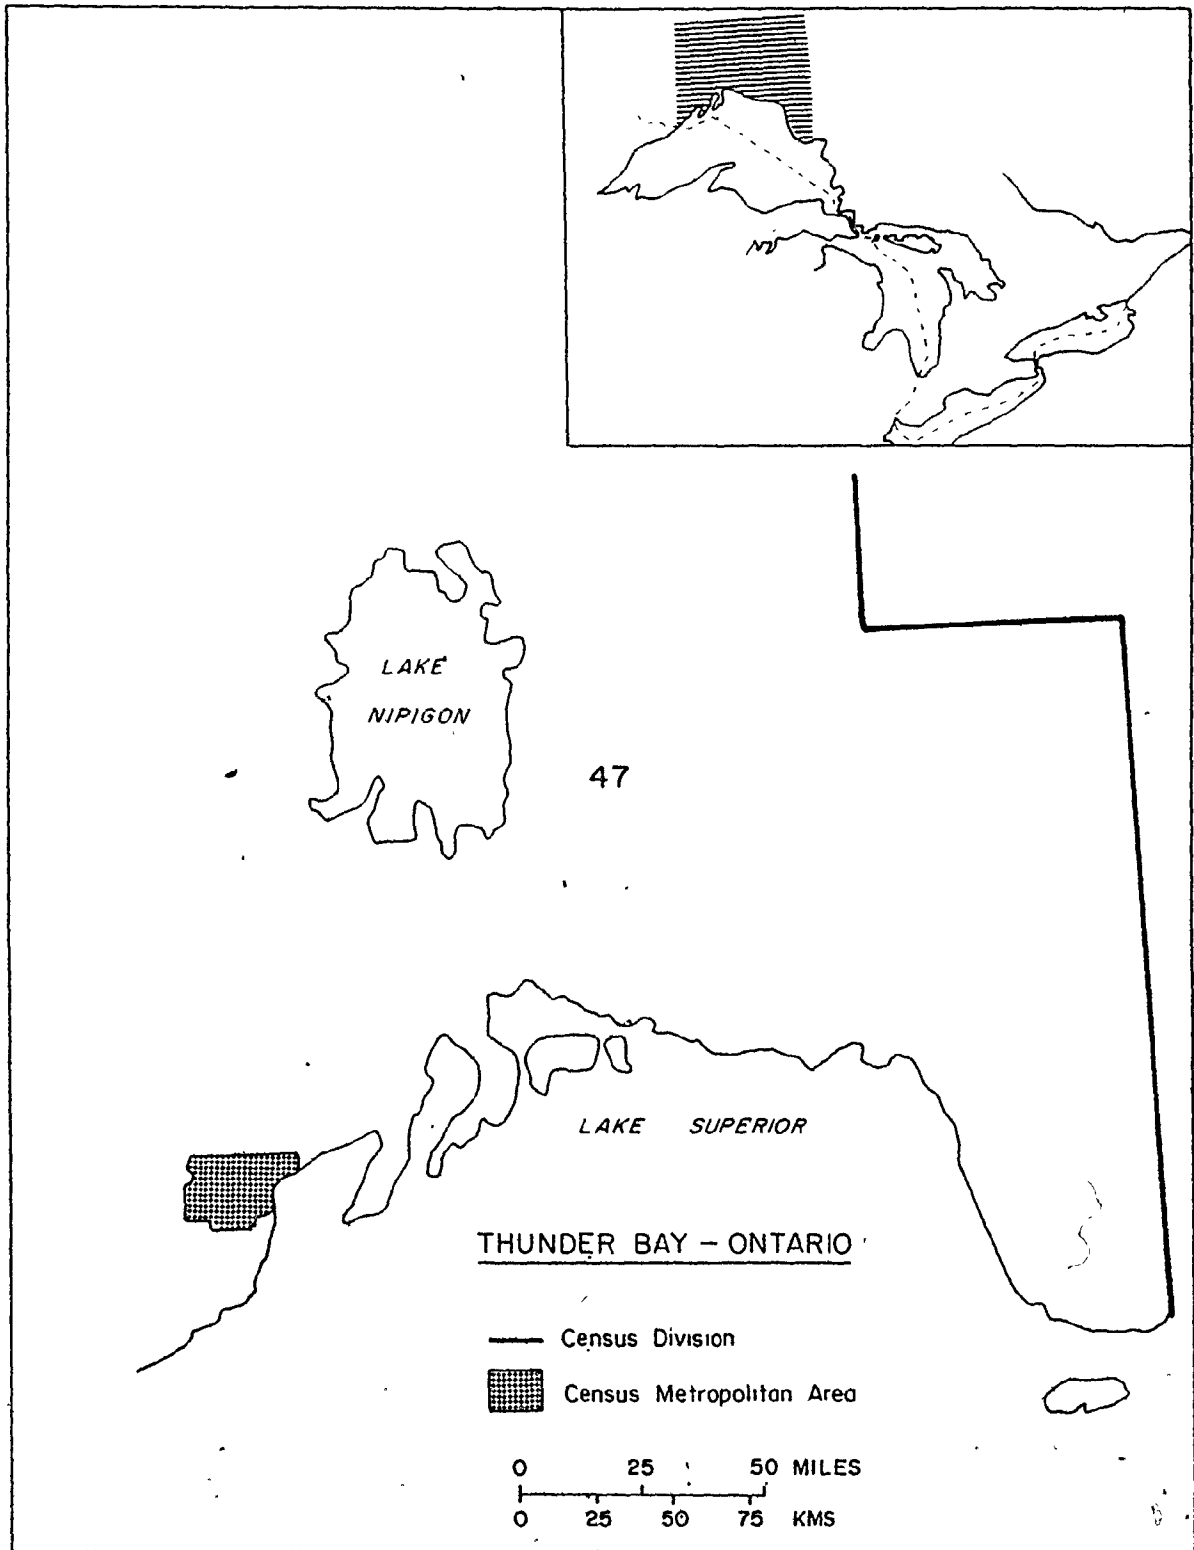 LAKE
NIPIGON
47
LAKE SUPERIOR
THUNDER BAY – ONTARIO
Census Division
Census Metropolitan Area
0 25 50 MILES
0 25 50 75 KMS